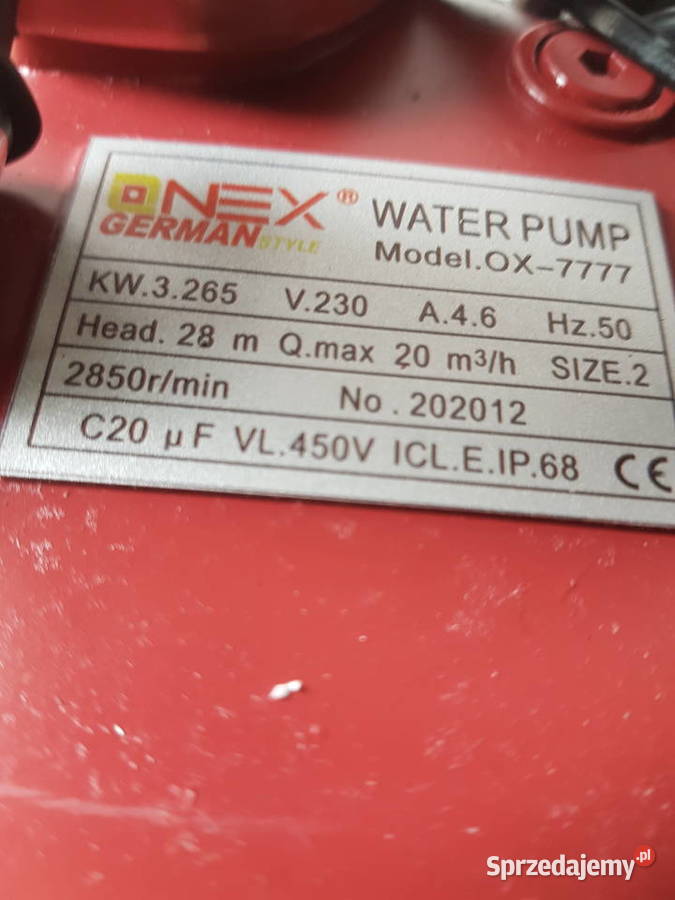 ONEX® WATER PUMP
GERMAN STYLE Model.OX-7777
KW.3.265 V.230 A.4.6 Hz.50
Head. 28 m Q.max 20 m³/h SIZE.2
2850r/min No.202012
C20 µF VL.450V ICL.E.IP.68 CE
Sprzedajemy.pl